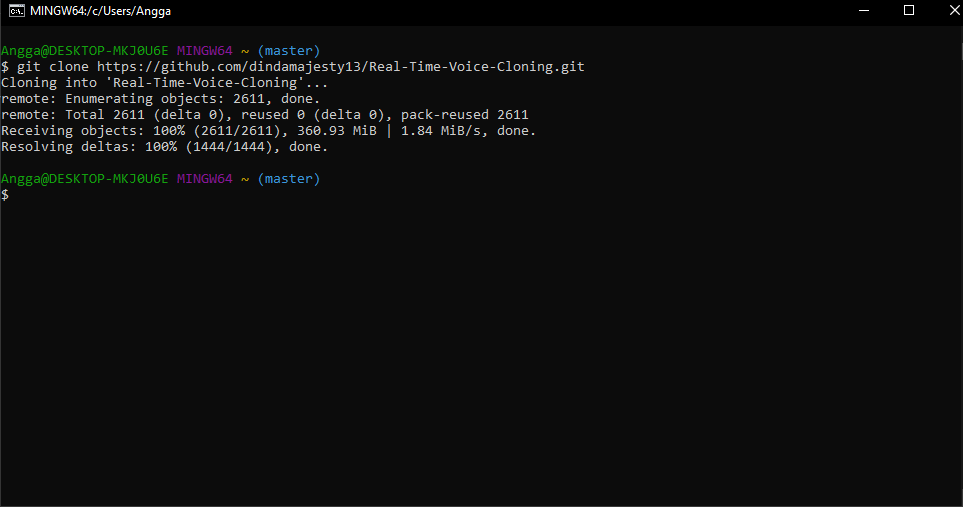 MINGW64:/c/Users/Angga
Angga@DESKTOP-MKJ0U6E MINGW64 ~ (master)
$ git clone https://github.com/dindamajesty13/Real-Time-Voice-Cloning.git
Cloning into 'Real-Time-Voice-Cloning'...
remote: Enumerating objects: 2611, done.
remote: Total 2611 (delta 0), reused 0 (delta 0), pack-reused 2611
Receiving objects: 100% (2611/2611), 360.93 MiB | 1.84 MiB/s, done.
Resolving deltas: 100% (1444/1444), done.
Angga@DESKTOP-MKJ0U6E MINGW64 ~ (master)
$